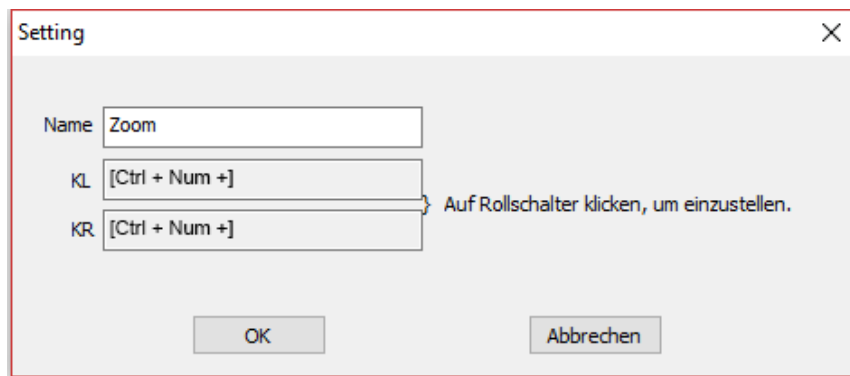 Setting
Name Zoom
KL [Ctrl + Num +]
} Auf Rollschalter klicken, um einzustellen.
KR [Ctrl + Num +]
OK Abbrechen